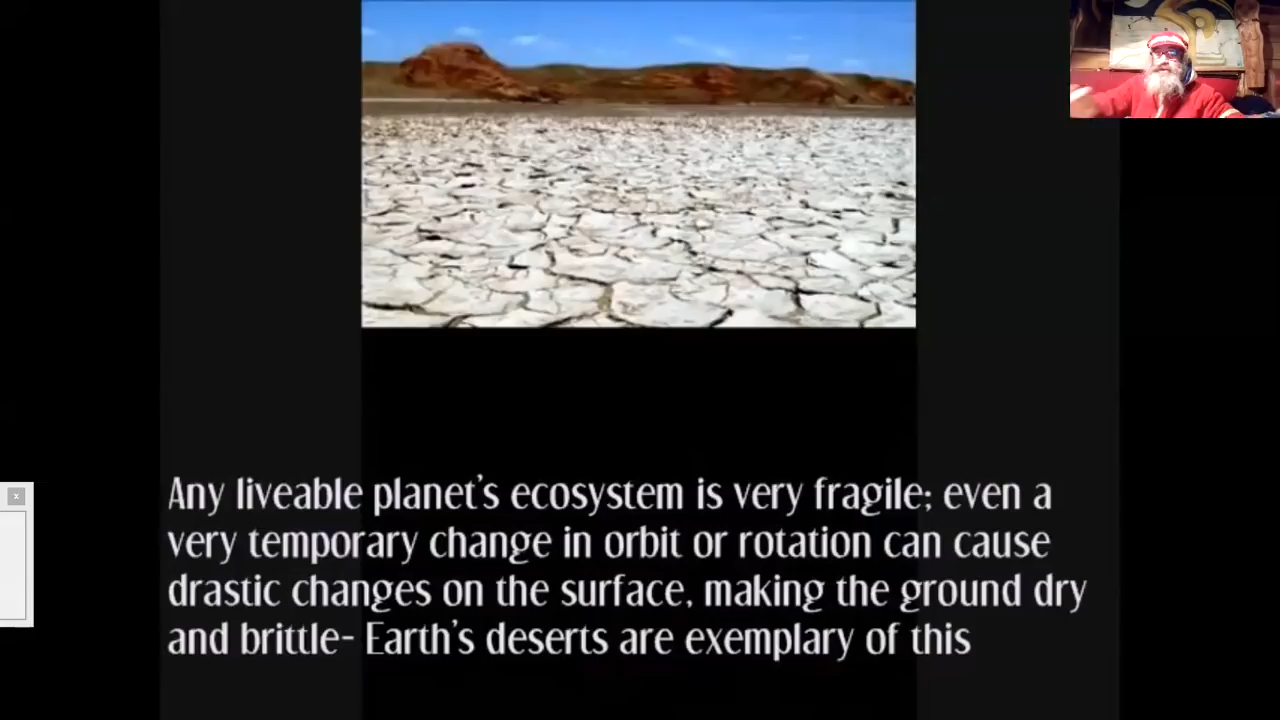 Any liveable planet's ecosystem is very fragile; even a
very temporary change in orbit or rotation can cause
drastic changes on the surface, making the ground dry
and brittle- Earth's deserts are exemplary of this